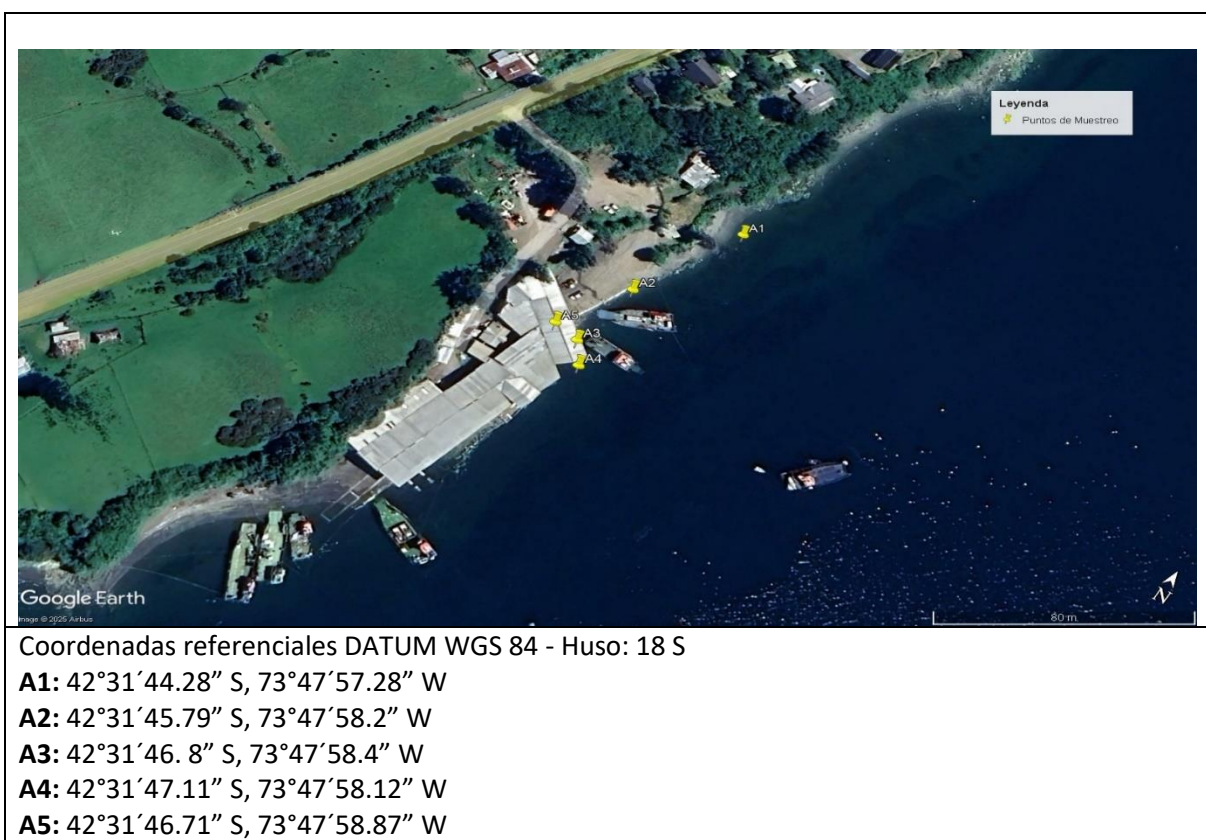 Leyenda
Puntos de Muestreo
A1
A2
A5
A3
A4
Google Earth
Image © 2025 Airbus
N
80 m
Coordenadas referenciales DATUM WGS 84 - Huso: 18 S
A1: 42°31´44.28” S, 73°47´57.28” W
A2: 42°31´45.79” S, 73°47´58.2” W
A3: 42°31´46. 8” S, 73°47´58.4” W
A4: 42°31´47.11” S, 73°47´58.12” W
A5: 42°31´46.71” S, 73°47´58.87” W